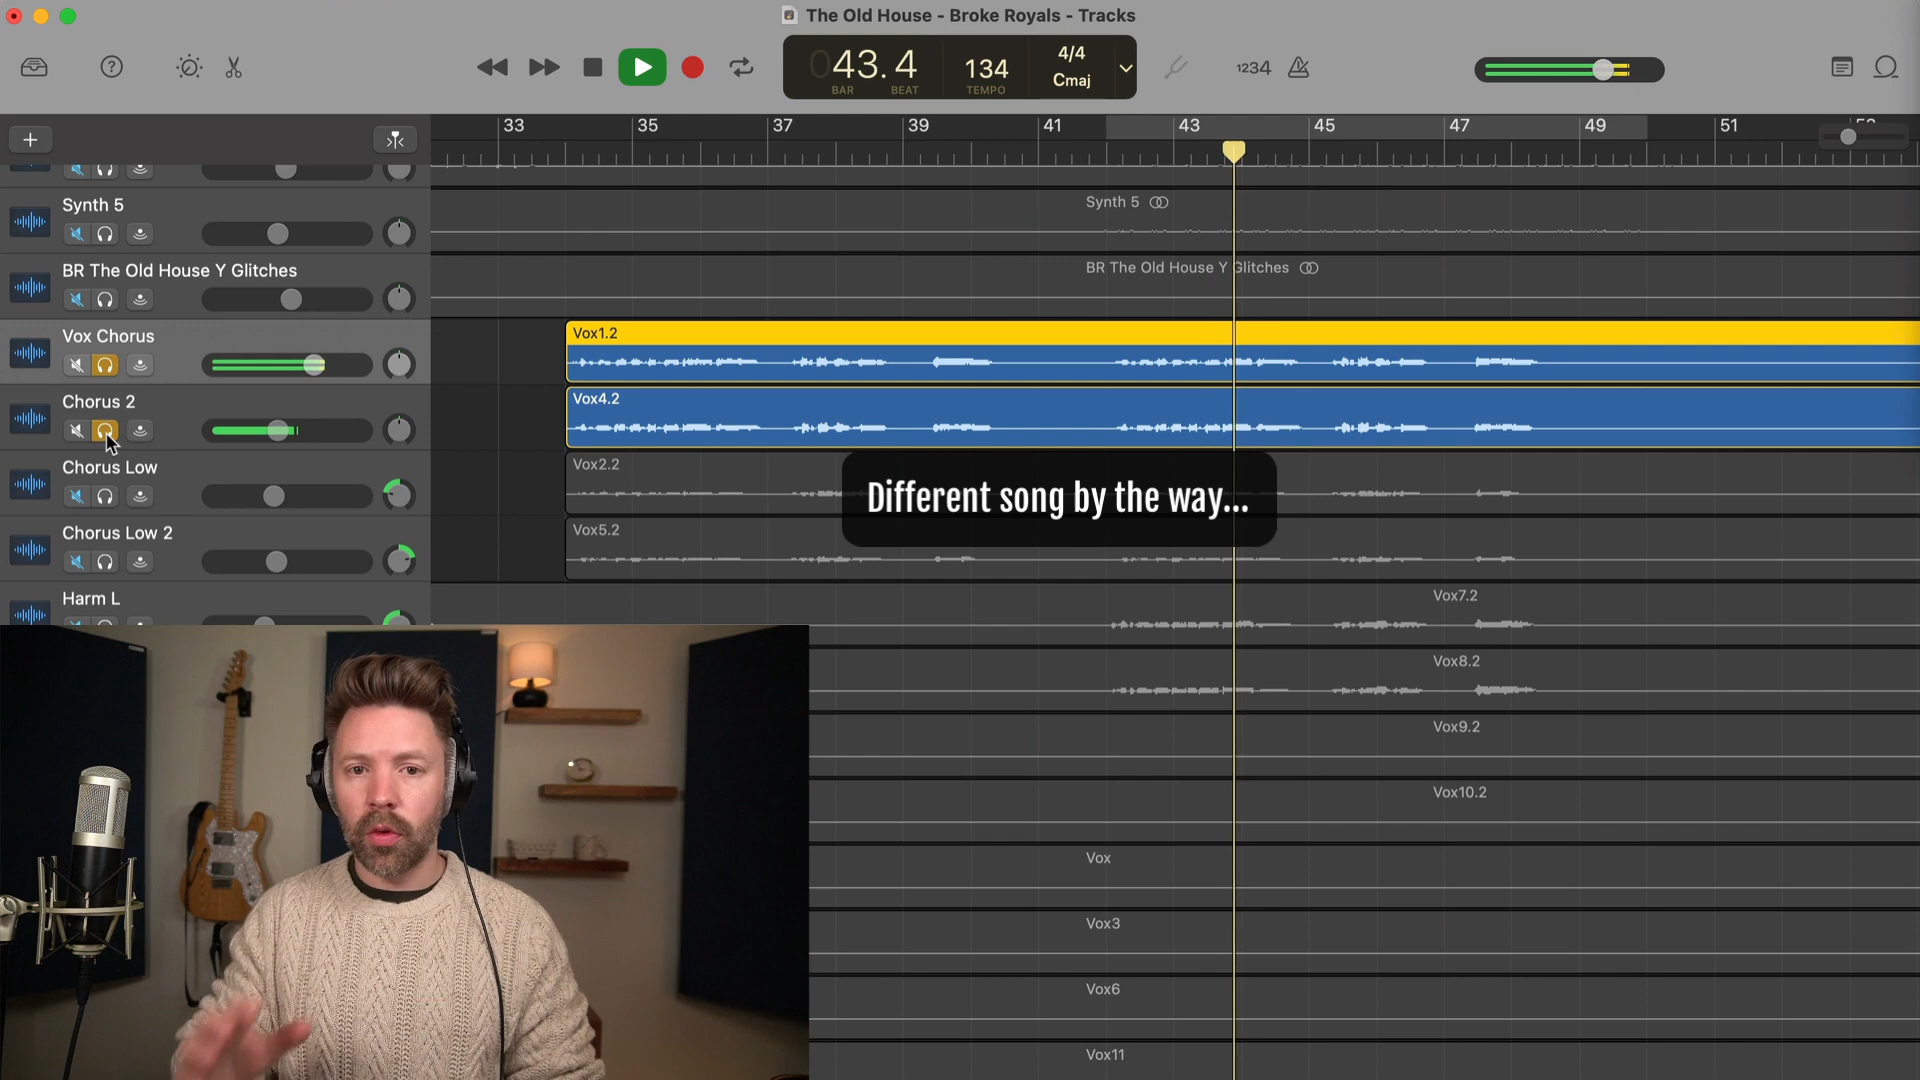 The Old House - Broke Royals - Tracks
043.4
BAR
BEAT
134
TEMPO
4/4
Cmaj
1234
33
35
37
39
41
43
45
47
49
51
Synth 5
Synth 5
BR The Old House Y Glitches
BR The Old House Y Glitches
Vox Chorus
Vox1.2
Chorus 2
Vox4.2
Chorus Low
Vox2.2
Different song by the way...
Chorus Low 2
Vox5.2
Harm L
Vox7.2
Vox8.2
Vox9.2
Vox10.2
Vox
Vox3
Vox6
Vox11